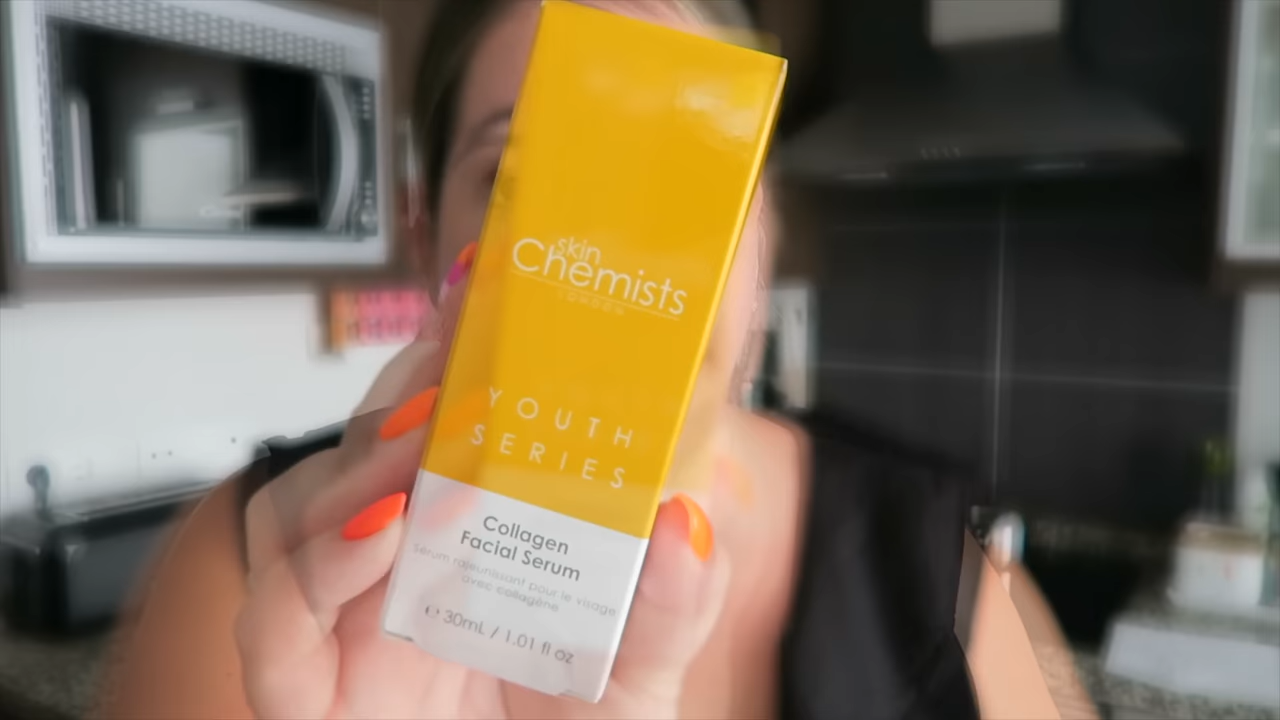 skin
Chemists
LONDON
YOUTH
SERIES
Collagen
Facial Serum
Sérum rajeunissant pour le visage
avec collagène
℮ 30mL / 1.01 fl oz